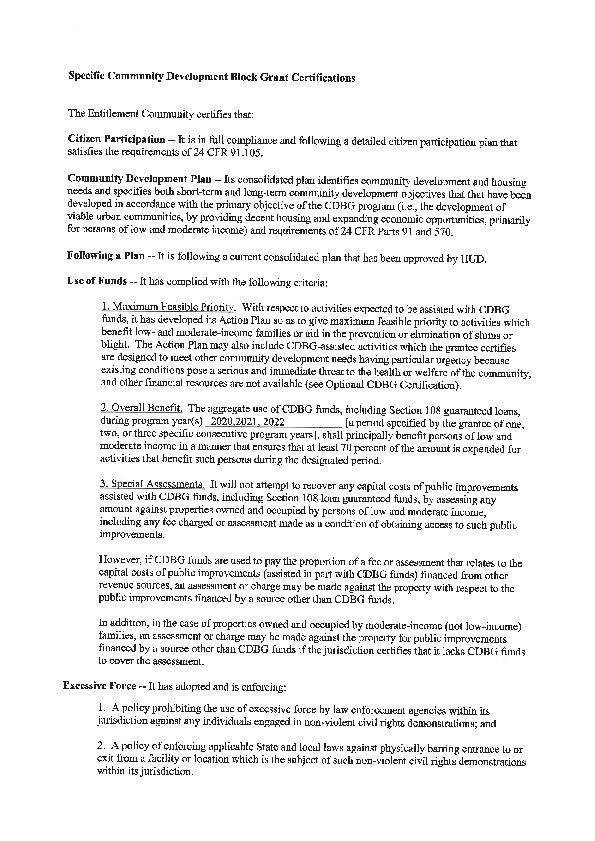 Specific Community Development Block Grant Certifications
The Entitlement Community certifies that:
Citizen Participation -- It is in full compliance and following a detailed citizen participation plan that
satisfies the requirements of 24 CFR 91.105.
Community Development Plan -- Its consolidated plan identifies community development and housing
needs and specifies both short-term and long-term community development objectives that that have been
developed in accordance with the primary objective of the CDBG program (i.e., the development of
viable urban communities, by providing decent housing and expanding economic opportunities, primarily
for persons of low and moderate income) and requirements of 24 CFR Parts 91 and 570.
Following a Plan -- It is following a current consolidated plan that has been approved by HUD.
Use of Funds -- It has complied with the following criteria:
1. Maximum Feasible Priority. With respect to activities expected to be assisted with CDBG
funds, it has developed its Action Plan so as to give maximum feasible priority to activities which
benefit low- and moderate-income families or aid in the prevention or elimination of slums or
blight. The Action Plan may also include CDBG-assisted activities which the grantee certifies
are designed to meet other community development needs having particular urgency because
existing conditions pose a serious and immediate threat to the health or welfare of the community,
and other financial resources are not available (see Optional CDBG Certification).
2. Overall Benefit. The aggregate use of CDBG funds, including Section 108 guaranteed loans,
during program year(s) 2020,2021, 2022 [a period specified by the grantee of one,
two, or three specific consecutive program years], shall principally benefit persons of low and
moderate income in a manner that ensures that at least 70 percent of the amount is expended for
activities that benefit such persons during the designated period.
3. Special Assessments. It will not attempt to recover any capital costs of public improvements
assisted with CDBG funds, including Section 108 loan guaranteed funds, by assessing any
amount against properties owned and occupied by persons of low and moderate income,
including any fee charged or assessment made as a condition of obtaining access to such public
improvements.
However, if CDBG funds are used to pay the proportion of a fee or assessment that relates to the
capital costs of public improvements (assisted in part with CDBG funds) financed from other
revenue sources, an assessment or charge may be made against the property with respect to the
public improvements financed by a source other than CDBG funds.
In addition, in the case of properties owned and occupied by moderate-income (not low-income)
families, an assessment or charge may be made against the property for public improvements
financed by a source other than CDBG funds if the jurisdiction certifies that it lacks CDBG funds
to cover the assessment.
Excessive Force -- It has adopted and is enforcing:
1. A policy prohibiting the use of excessive force by law enforcement agencies within its
jurisdiction against any individuals engaged in non-violent civil rights demonstrations; and
2. A policy of enforcing applicable State and local laws against physically barring entrance to or
exit from a facility or location which is the subject of such non-violent civil rights demonstrations
within its jurisdiction.